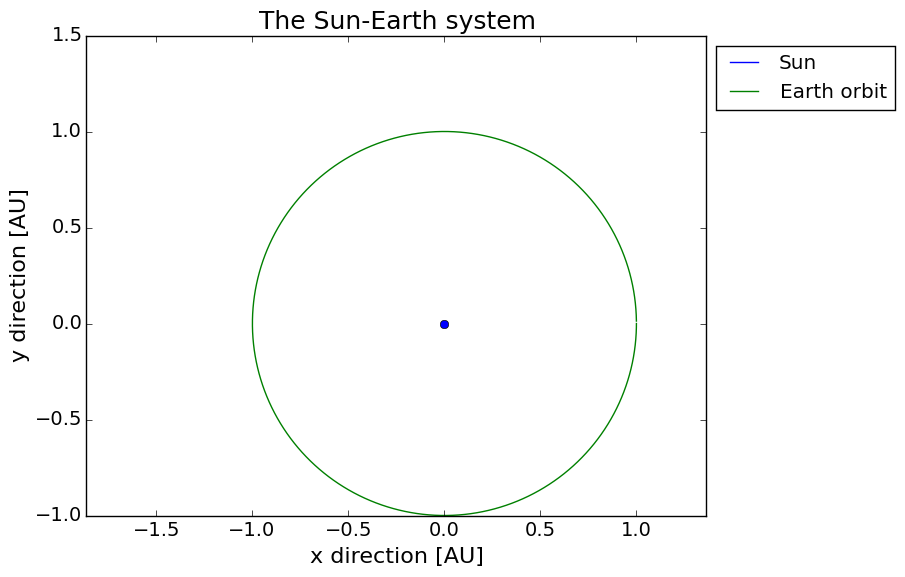 The Sun-Earth system
1.5
1.0
0.5
0.0
−0.5
−1.0
y direction [AU]
−1.5
−1.0
−0.5
0.0
0.5
1.0
x direction [AU]
Sun
Earth orbit